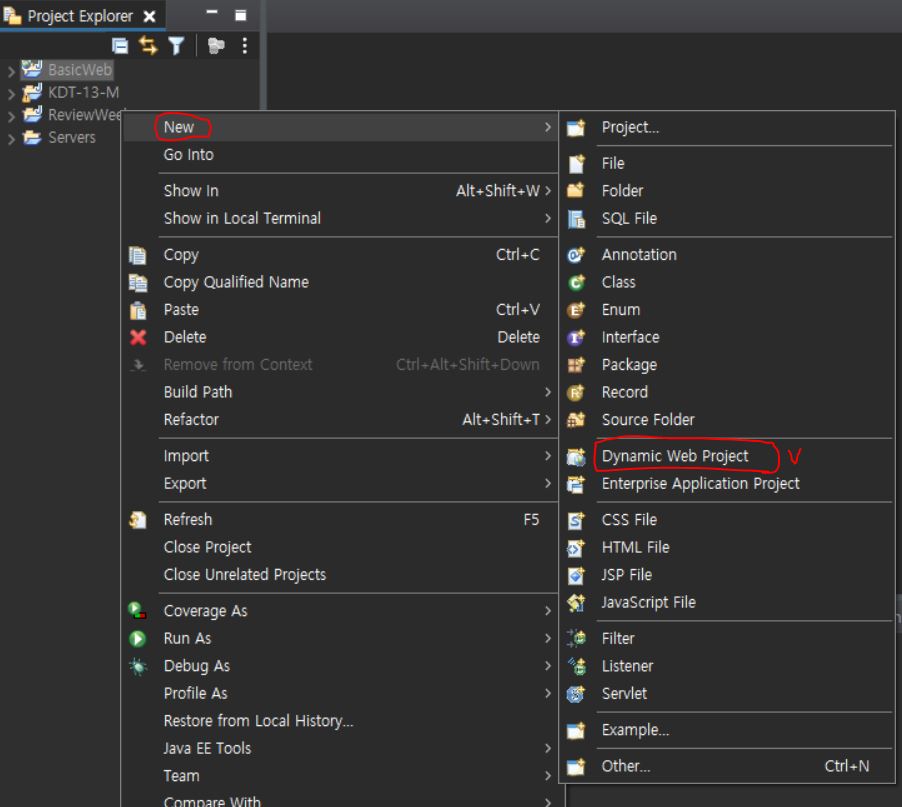 Project Explorer
BasicWeb
KDT-13-M
ReviewWee
Servers
New
Go Into
Show In Alt+Shift+W
Show in Local Terminal
Copy Ctrl+C
Copy Qualified Name
Paste Ctrl+V
Delete Delete
Remove from Context Ctrl+Alt+Shift+Down
Build Path
Refactor Alt+Shift+T
Import
Export
Refresh F5
Close Project
Close Unrelated Projects
Coverage As
Run As
Debug As
Profile As
Restore from Local History...
Java EE Tools
Team
Compare With
Project...
File
Folder
SQL File
Annotation
Class
Enum
Interface
Package
Record
Source Folder
Dynamic Web Project V
Enterprise Application Project
CSS File
HTML File
JSP File
JavaScript File
Filter
Listener
Servlet
Example...
Other... Ctrl+N